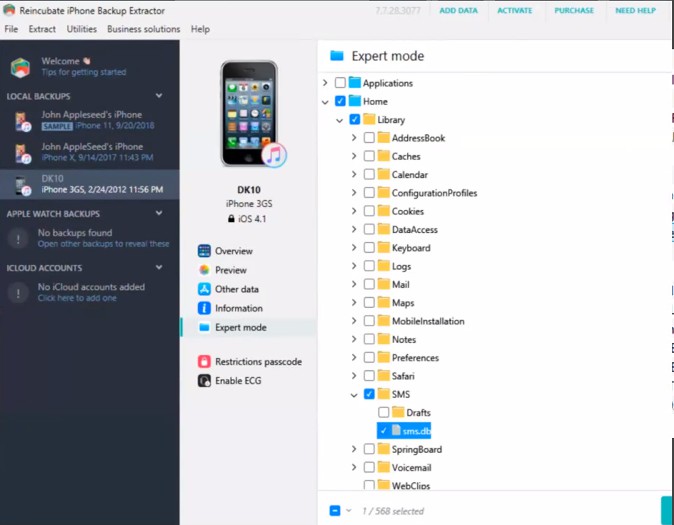 Reincubate iPhone Backup Extractor
7.7.28.3077
ADD DATA
ACTIVATE
PURCHASE
NEED HELP
File
Extract
Utilities
Business solutions
Help
Welcome
Tips for getting started
LOCAL BACKUPS
John Appleseed's iPhone
SAMPLE iPhone 11, 9/20/2018
John AppleSeed's iPhone
iPhone X, 9/14/2017 11:43 PM
DK10
iPhone 3GS, 2/24/2012 11:56 PM
APPLE WATCH BACKUPS
No backups found
Open other backups to reveal these
ICLOUD ACCOUNTS
No iCloud accounts added
Click here to add one
DK10
iPhone 3GS
iOS 4.1
Overview
Preview
Other data
Information
Expert mode
Restrictions passcode
Enable ECG
Expert mode
Applications
Home
Library
AddressBook
Caches
Calendar
ConfigurationProfiles
Cookies
DataAccess
Keyboard
Logs
Mail
Maps
MobileInstallation
Notes
Preferences
Safari
SMS
Drafts
sms.db
SpringBoard
Voicemail
WebClips
1 / 568 selected